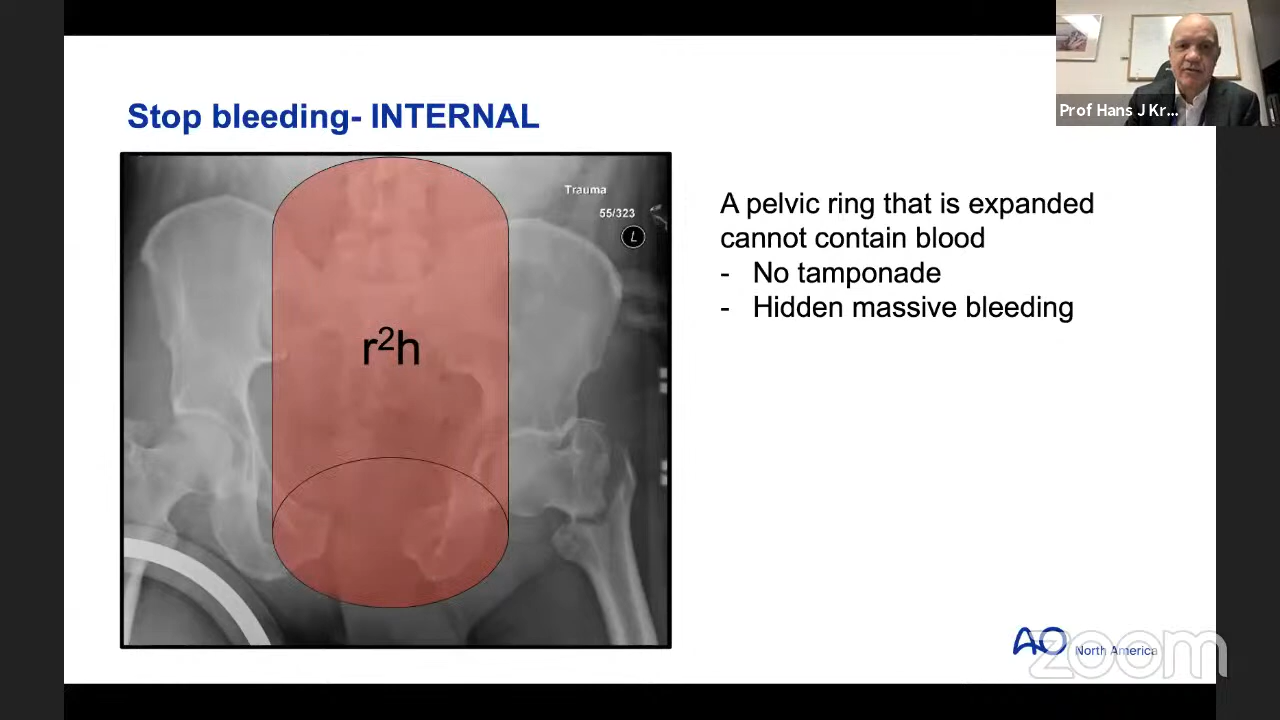 Prof Hans J Kr...
Stop bleeding- INTERNAL
Trauma
55/323
L
r²h
A pelvic ring that is expanded
cannot contain blood
- No tamponade
- Hidden massive bleeding
AO North America
zoom